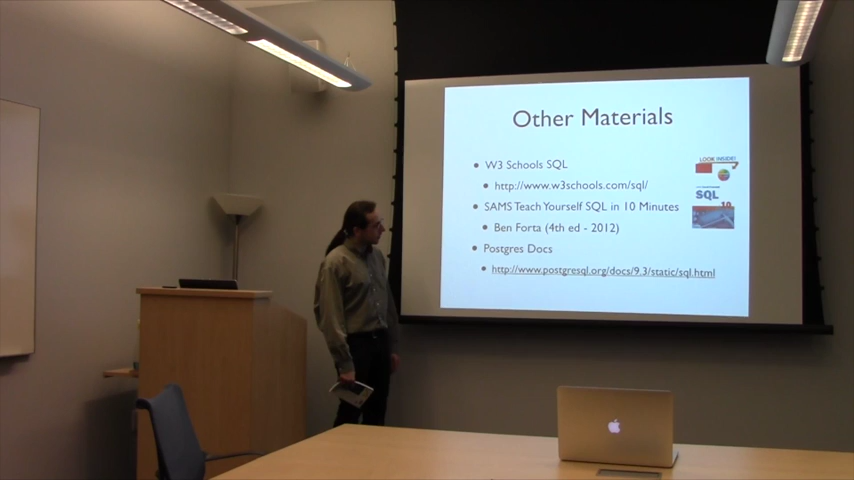 Other Materials
• W3 Schools SQL
• http://www.w3schools.com/sql/
• SAMS Teach Yourself SQL in 10 Minutes
• Ben Forta (4th ed - 2012)
• Postgres Docs
• http://www.postgresql.org/docs/9.3/static/sql.html
LOOK INSIDE!
SQL
10